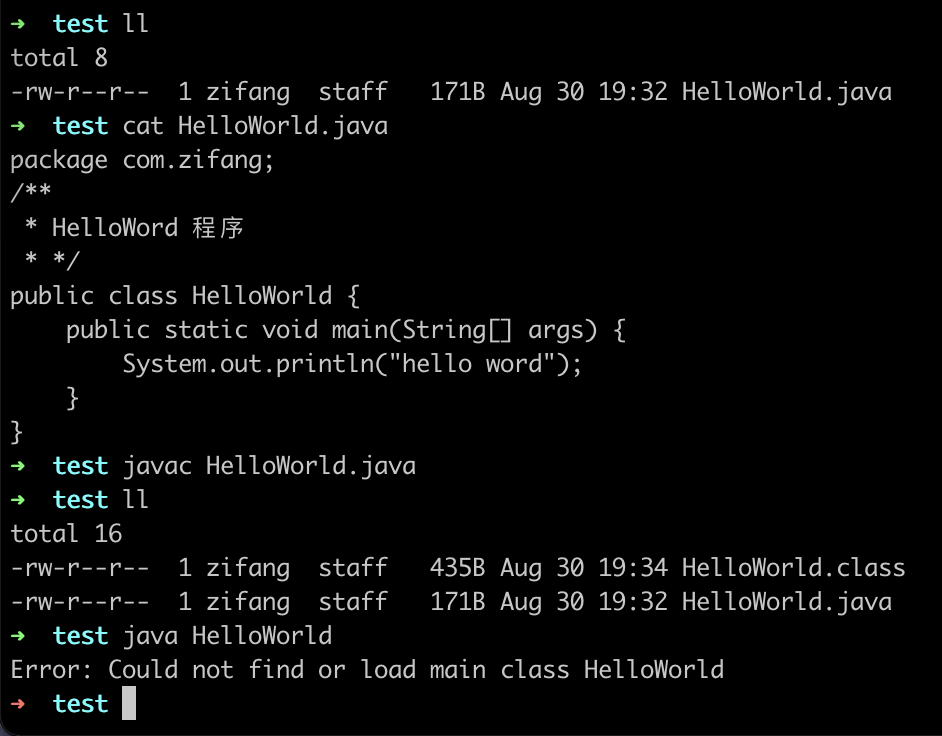 ➜  test ll
total 8
-rw-r--r--  1 zifang  staff   171B Aug 30 19:32 HelloWorld.java
➜  test cat HelloWorld.java
package com.zifang;
/**
 * HelloWord 程序
 * */
public class HelloWorld {
    public static void main(String[] args) {
        System.out.println("hello word");
    }
}
➜  test javac HelloWorld.java
➜  test ll
total 16
-rw-r--r--  1 zifang  staff   435B Aug 30 19:34 HelloWorld.class
-rw-r--r--  1 zifang  staff   171B Aug 30 19:32 HelloWorld.java
➜  test java HelloWorld
Error: Could not find or load main class HelloWorld
➜  test